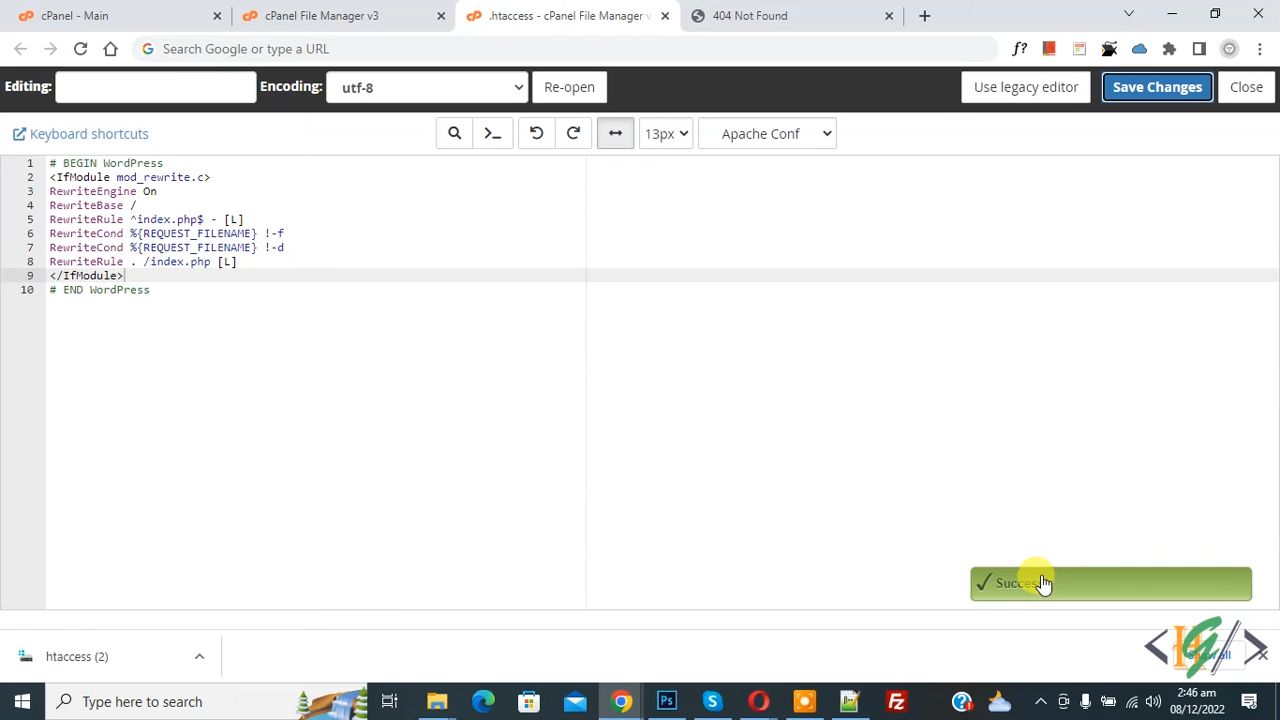 cPanel - Main
cPanel File Manager v3
.htaccess - cPanel File Manager v
404 Not Found
Search Google or type a URL
f?
Editing:
Encoding:
utf-8
Re-open
Use legacy editor
Save Changes
Close
Keyboard shortcuts
13px
Apache Conf
1 # BEGIN WordPress
2 <IfModule mod_rewrite.c>
3 RewriteEngine On
4 RewriteBase /
5 RewriteRule ^index.php$ - [L]
6 RewriteCond %{REQUEST_FILENAME} !-f
7 RewriteCond %{REQUEST_FILENAME} !-d
8 RewriteRule . /index.php [L]
9 </IfModule>
10 # END WordPress
htaccess (2)
Type here to search
2:46 am
08/12/2022